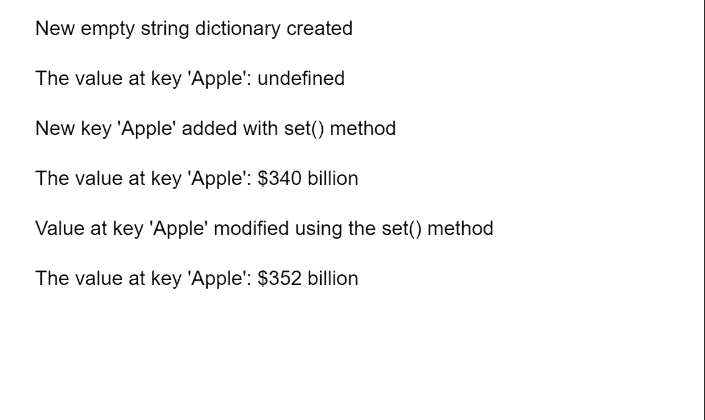 New empty string dictionary created
The value at key 'Apple': undefined
New key 'Apple' added with set() method
The value at key 'Apple': $340 billion
Value at key 'Apple' modified using the set() method
The value at key 'Apple': $352 billion